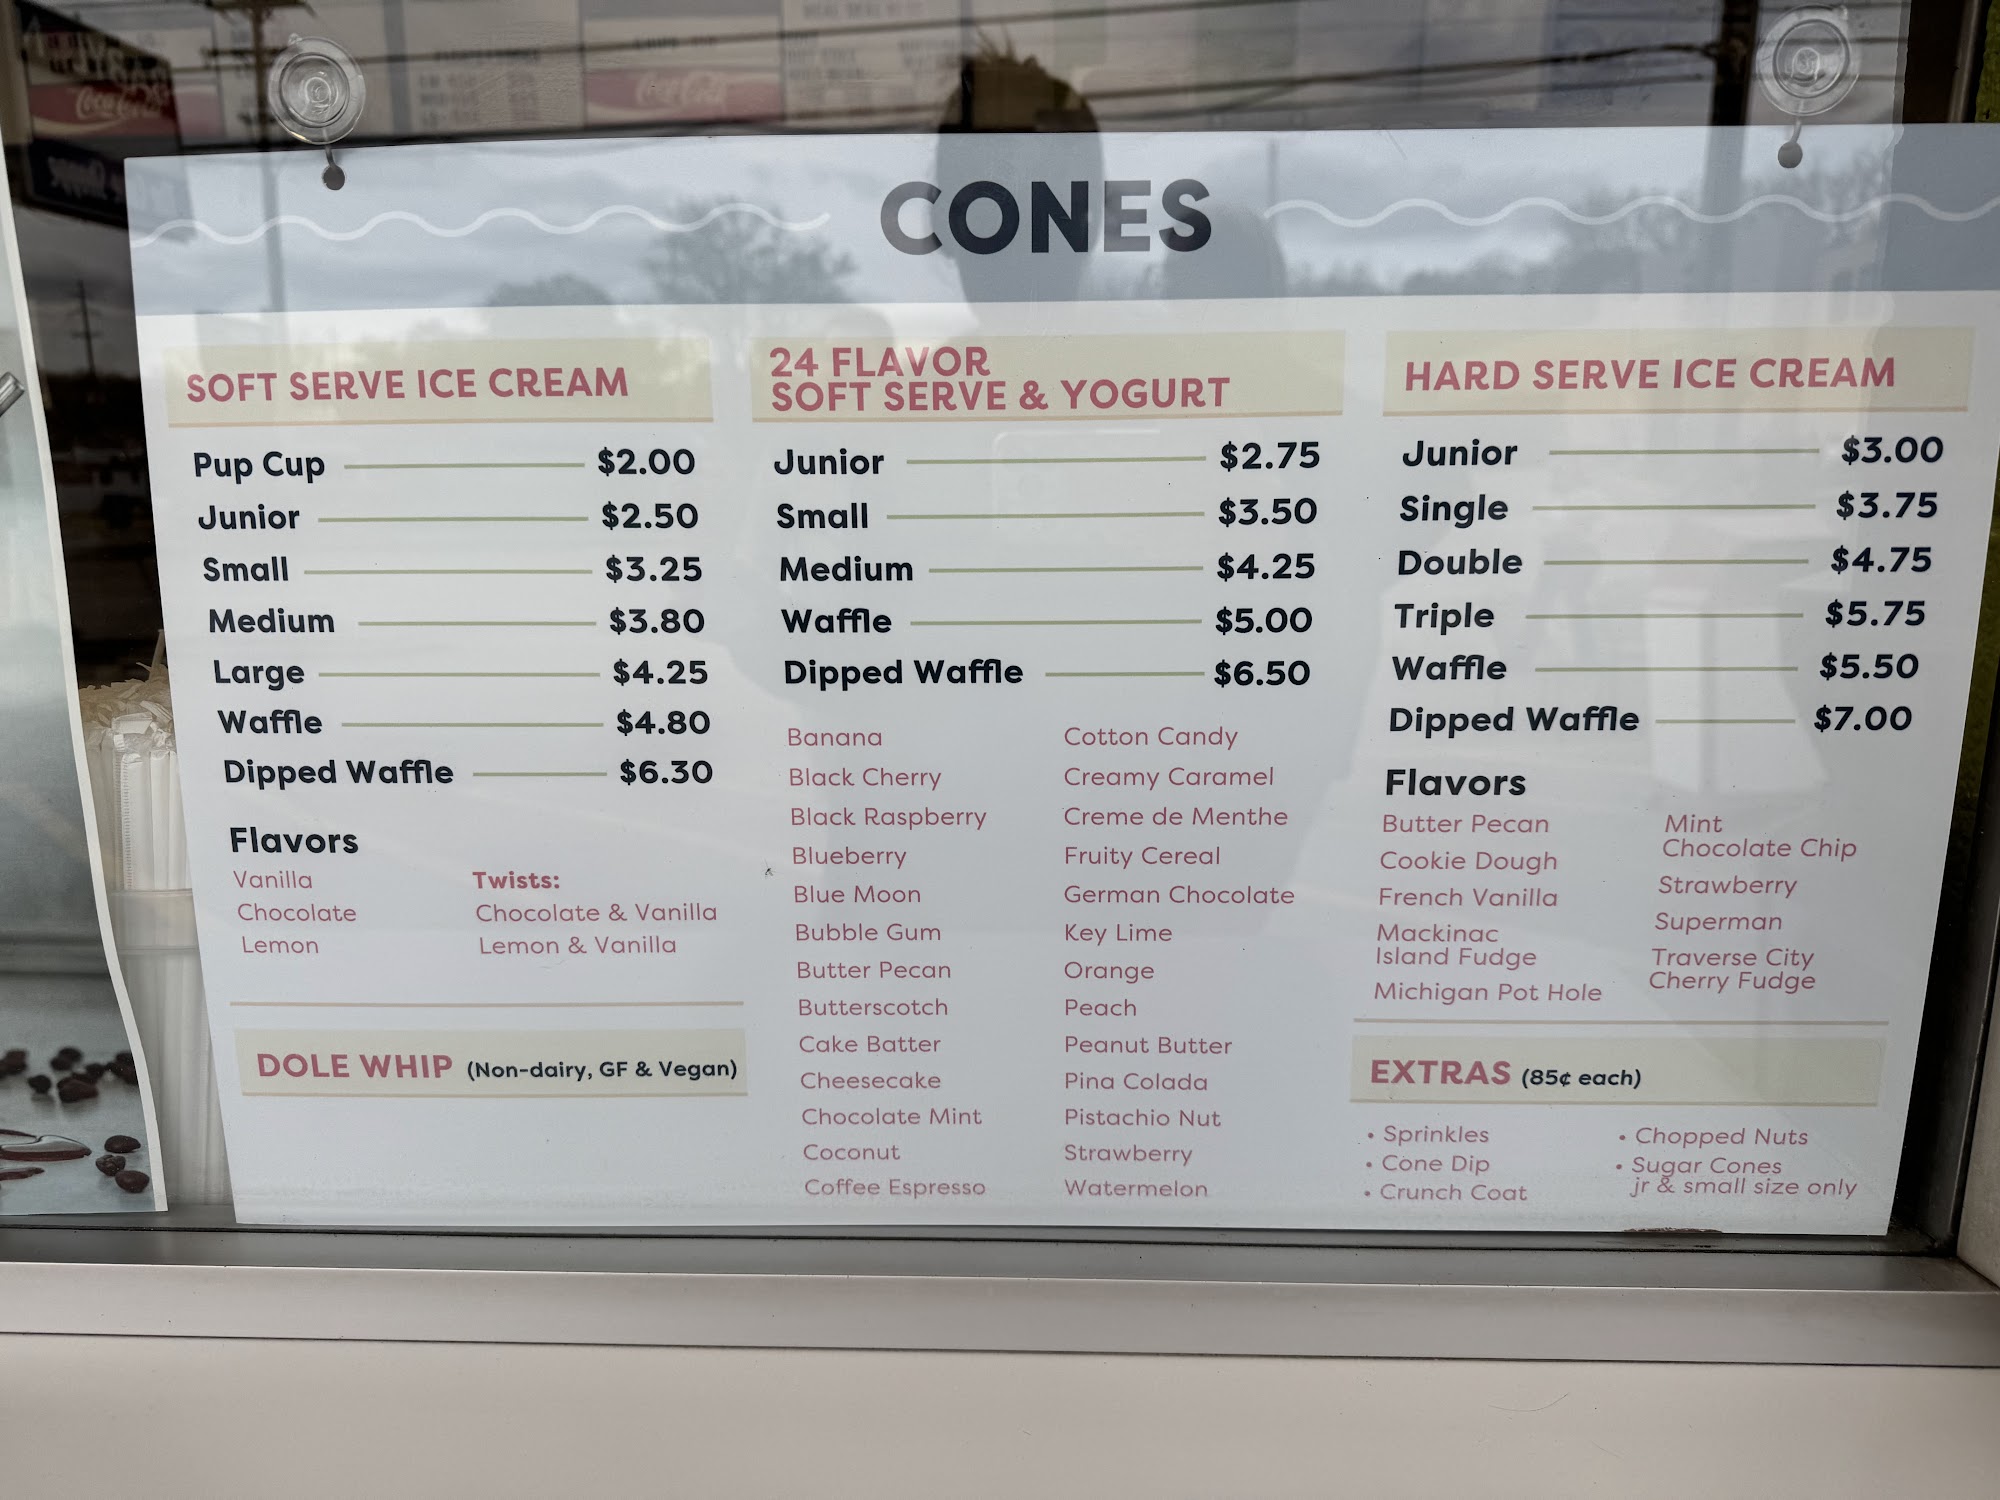 Coca-Cola
Coca-Cola
CONES
SOFT SERVE ICE CREAM
Pup Cup $2.00
Junior $2.50
Small $3.25
Medium $3.80
Large $4.25
Waffle $4.80
Dipped Waffle $6.30
Flavors
Vanilla
Chocolate
Lemon
Twists:
Chocolate & Vanilla
Lemon & Vanilla
DOLE WHIP (Non-dairy, GF & Vegan)
24 FLAVOR
SOFT SERVE & YOGURT
Junior $2.75
Small $3.50
Medium $4.25
Waffle $5.00
Dipped Waffle $6.50
Banana
Black Cherry
Black Raspberry
Blueberry
Blue Moon
Bubble Gum
Butter Pecan
Butterscotch
Cake Batter
Cheesecake
Chocolate Mint
Coconut
Coffee Espresso
Cotton Candy
Creamy Caramel
Creme de Menthe
Fruity Cereal
German Chocolate
Key Lime
Orange
Peach
Peanut Butter
Pina Colada
Pistachio Nut
Strawberry
Watermelon
HARD SERVE ICE CREAM
Junior $3.00
Single $3.75
Double $4.75
Triple $5.75
Waffle $5.50
Dipped Waffle $7.00
Flavors
Butter Pecan
Cookie Dough
French Vanilla
Mackinac
Island Fudge
Michigan Pot Hole
Mint
Chocolate Chip
Strawberry
Superman
Traverse City
Cherry Fudge
EXTRAS (85¢ each)
• Sprinkles
• Cone Dip
• Crunch Coat
• Chopped Nuts
• Sugar Cones
jr & small size only